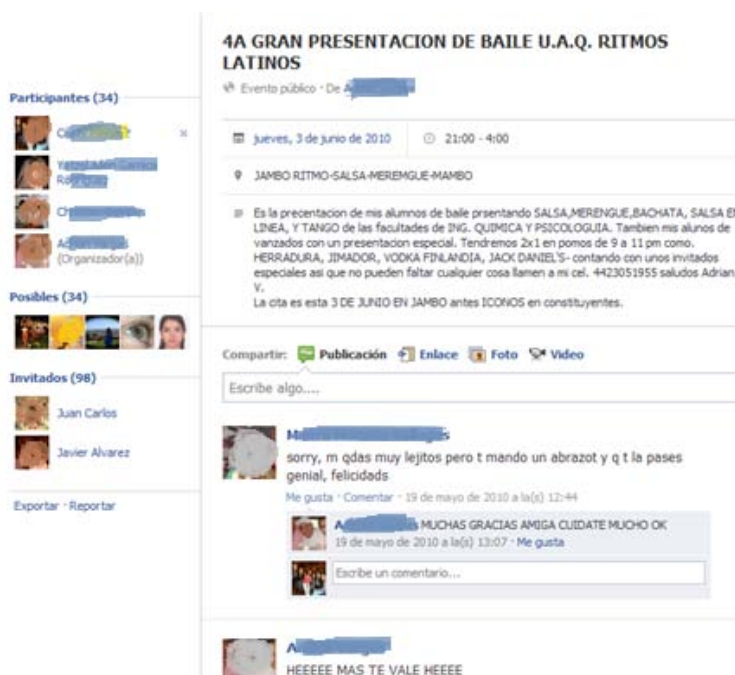 4A GRAN PRESENTACION DE BAILE U.A.Q. RITMOS
LATINOS
Evento público · De A
Participantes (34)
Rodriguez
(Organizador(a))
Posibles (34)
Invitados (98)
Juan Carlos
Javier Alvarez
Exportar · Reportar
jueves, 3 de junio de 2010
21:00 - 4:00
JAMBO RITMO-SALSA-MEREMGUE-MAMBO
Es la precentacion de mis alumnos de baile prsentando SALSA,MERENGUE,BACHATA, SALSA EN
LINEA, Y TANGO de las facultades de ING. QUIMICA Y PSICOLOGUIA. Tambien mis alunos de
vanzados con un presentacion especial. Tendremos 2x1 en pomos de 9 a 11 pm como.
HERRADURA, JIMADOR, VODKA FINLANDIA, JACK DANIEL'S- contando con unos invitados
especiales asi que no pueden faltar cualquier cosa llamen a mi cel. 4423051955 saludos Adrian
V.
La cita es esta 3 DE JUNIO EN JAMBO antes ICONOS en constituyentes.
Compartir: Publicación Enlace Foto Video
Escribe algo....
sorry, m qdas muy lejitos pero t mando un abrazot y q t la pases
genial, felicidads
Me gusta · Comentar · 19 de mayo de 2010 a la(s) 12:44
A MUCHAS GRACIAS AMIGA CUIDATE MUCHO OK
19 de mayo de 2010 a la(s) 13:07 · Me gusta
Escribe un comentario...
A
HEEEEE MAS TE VALE HEEEE